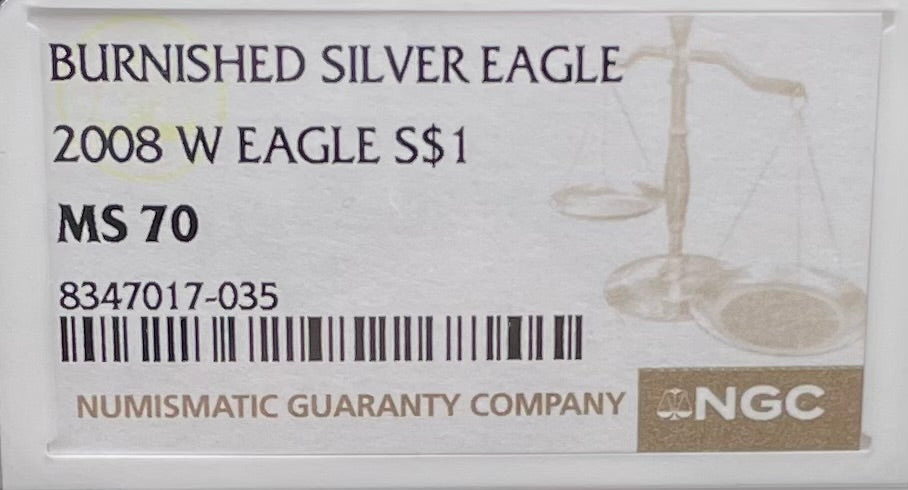 BURNISHED SILVER EAGLE
2008 W EAGLE S$1
MS 70
8347017-035
NUMISMATIC GUARANTY COMPANY
NGC